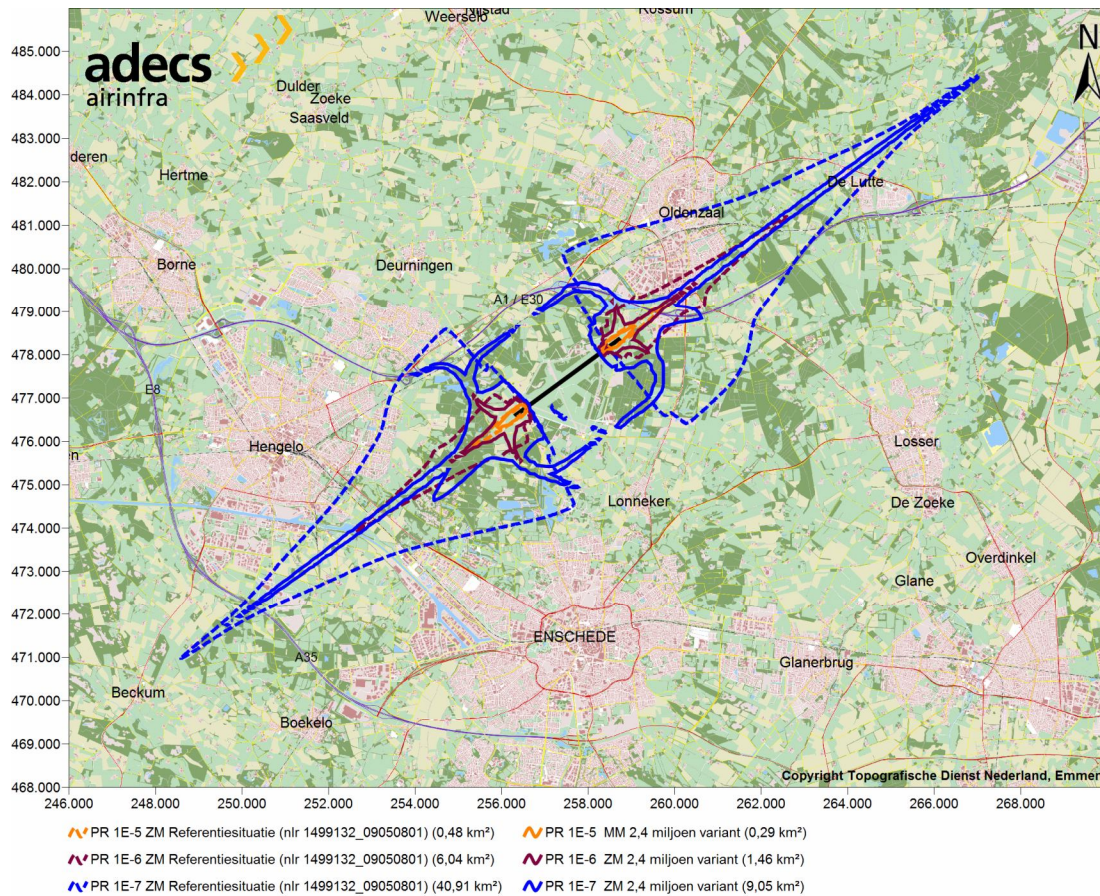 Nijstad
Rossum
Weerselo
485.000
adecs
airinfra
N
Dulder
484.000
Zoeke
Saasveld
483.000
deren
Hertme
482.000
De Lutte
481.000
Oldenzaal
480.000
Borne
Deurningen
A1 / E30
479.000
478.000
E8
477.000
476.000
Hengelo
Losser
en
475.000
Lonneker
De Zoeke
474.000
Overdinkel
473.000
Glane
472.000
ENSCHEDE
471.000
A35
Glanerbrug
Beckum
470.000
Boekelo
469.000
Copyright Topografische Dienst Nederland, Emmen
468.000
246.000 248.000 250.000 252.000 254.000 256.000 258.000 260.000 262.000 264.000 266.000 268.000
PR 1E-5 ZM Referentiesituatie (nlr 1499132_09050801) (0,48 km²) PR 1E-5 MM 2,4 miljoen variant (0,29 km²)
PR 1E-6 ZM Referentiesituatie (nlr 1499132_09050801) (6,04 km²) PR 1E-6 ZM 2,4 miljoen variant (1,46 km²)
PR 1E-7 ZM Referentiesituatie (nlr 1499132_09050801) (40,91 km²) PR 1E-7 ZM 2,4 miljoen variant (9,05 km²)